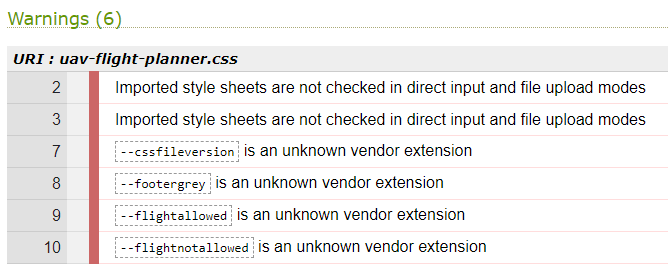 Warnings (6)
URI : uav-flight-planner.css
2 Imported style sheets are not checked in direct input and file upload modes
3 Imported style sheets are not checked in direct input and file upload modes
7 --cssfileversion is an unknown vendor extension
8 --footergrey is an unknown vendor extension
9 --flightallowed is an unknown vendor extension
10 --flightnotallowed is an unknown vendor extension